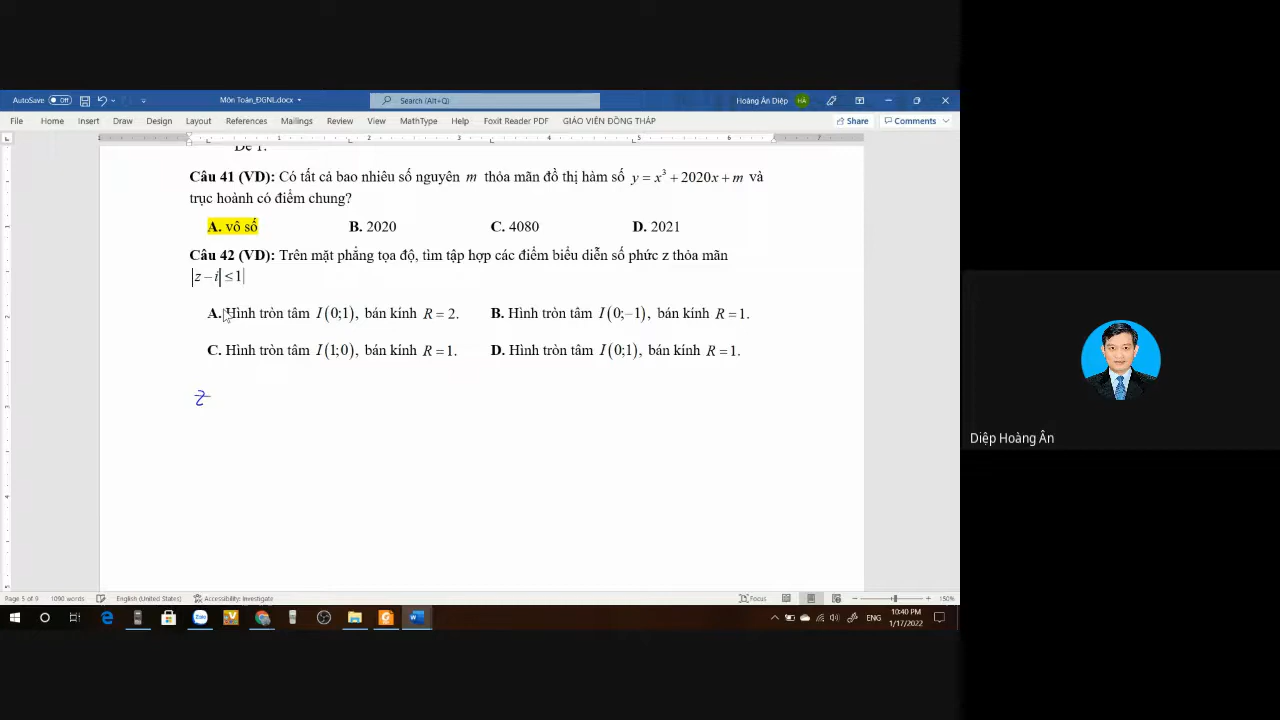 AutoSave Off
Môn Toán_ĐGNL.docx
Search (Alt+Q)
Hoàng Ân Diệp HÂ
File Home Insert Draw Design Layout References Mailings Review View MathType Help Foxit Reader PDF GIÁO VIÊN ĐỒNG THÁP Share Comments
Đề 1:
Câu 41 (VD): Có tất cả bao nhiêu số nguyên m thỏa mãn đồ thị hàm số y = x³ + 2020x + m và
trục hoành có điểm chung?
A. vô số B. 2020 C. 4080 D. 2021
Câu 42 (VD): Trên mặt phẳng tọa độ, tìm tập hợp các điểm biểu diễn số phức z thỏa mãn
|z − i| ≤ 1
A. Hình tròn tâm I(0;1), bán kính R = 2. B. Hình tròn tâm I(0;−1), bán kính R = 1.
C. Hình tròn tâm I(1;0), bán kính R = 1. D. Hình tròn tâm I(0;1), bán kính R = 1.
z
Diệp Hoàng Ân
Page 5 of 9 1090 words English (United States) Accessibility: Investigate Focus 150%
Zalo
ENG
10:40 PM
1/17/2022